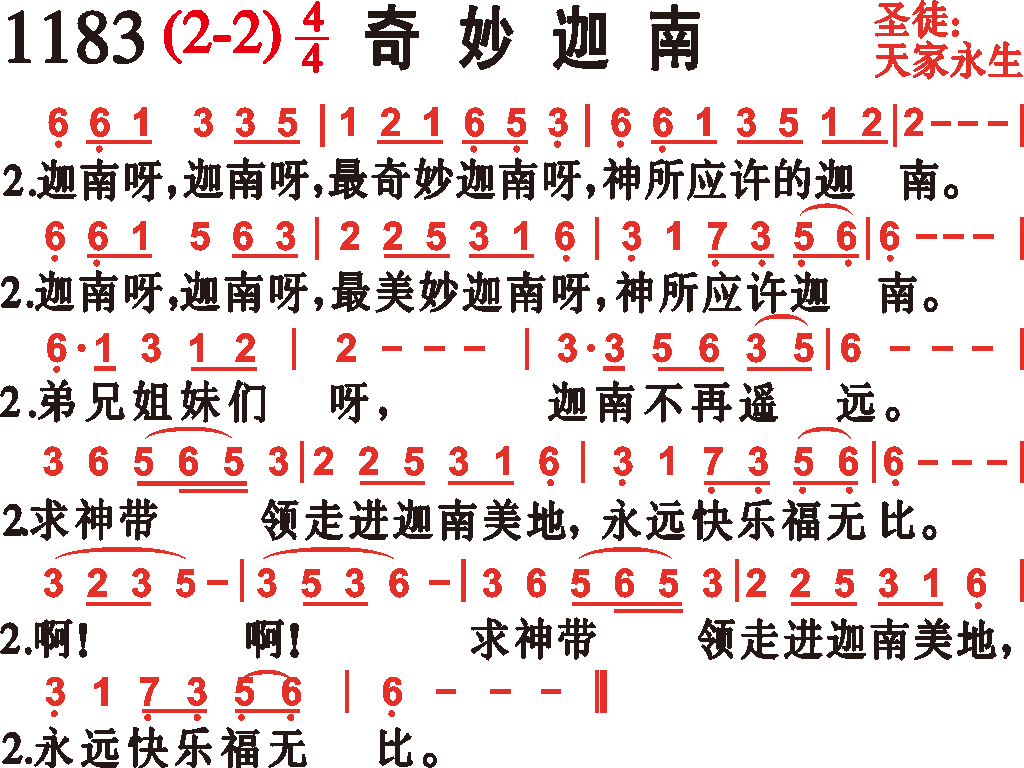 1183 (2-2) 4/4 奇妙迦南 圣徒:
天家永生
6 6 1 3 3 5 | 1 2 1 6 5 3 | 6 6 1 3 5 1 2 | 2 - - - |
2.迦南呀,迦南呀,最奇妙迦南呀,神所应许的迦 南。
6 6 1 5 6 3 | 2 2 5 3 1 6 | 3 1 7 3 5 6 | 6 - - - |
2.迦南呀,迦南呀,最美妙迦南呀,神所应许迦 南。
6 · 1 3 1 2 | 2 - - - | 3 · 3 5 6 3 5 | 6 - - - |
2.弟兄姐妹们 呀, 迦南不再遥 远。
3 6 5 6 5 3 | 2 2 5 3 1 6 | 3 1 7 3 5 6 | 6 - - - |
2.求神带 领走进迦南美地, 永远快乐福无比。
3 2 3 5 - | 3 5 3 6 - | 3 6 5 6 5 3 | 2 2 5 3 1 6 |
2.啊! 啊! 求神带 领走进迦南美地,
3 1 7 3 5 6 | 6 - - - ‖
2.永远快乐福无 比。